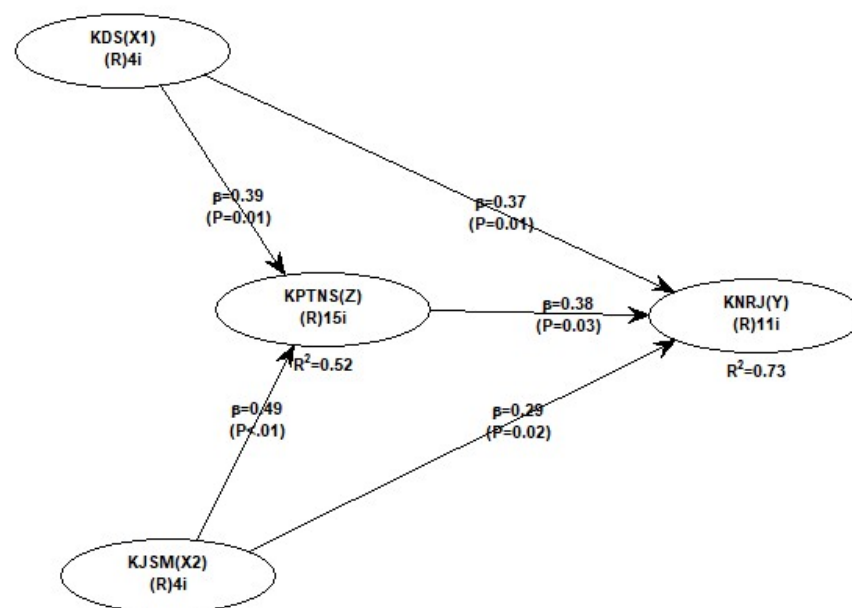 KDS(X1)
(R)4i
β=0.39
(P=0.01)
β=0.37
(P=0.01)
KPTNS(Z)
(R)15i
R²=0.52
β=0.38
(P=0.03)
KNRJ(Y)
(R)11i
R²=0.73
β=0.49
(P<.01)
β=0.29
(P=0.02)
KJSM(X2)
(R)4i